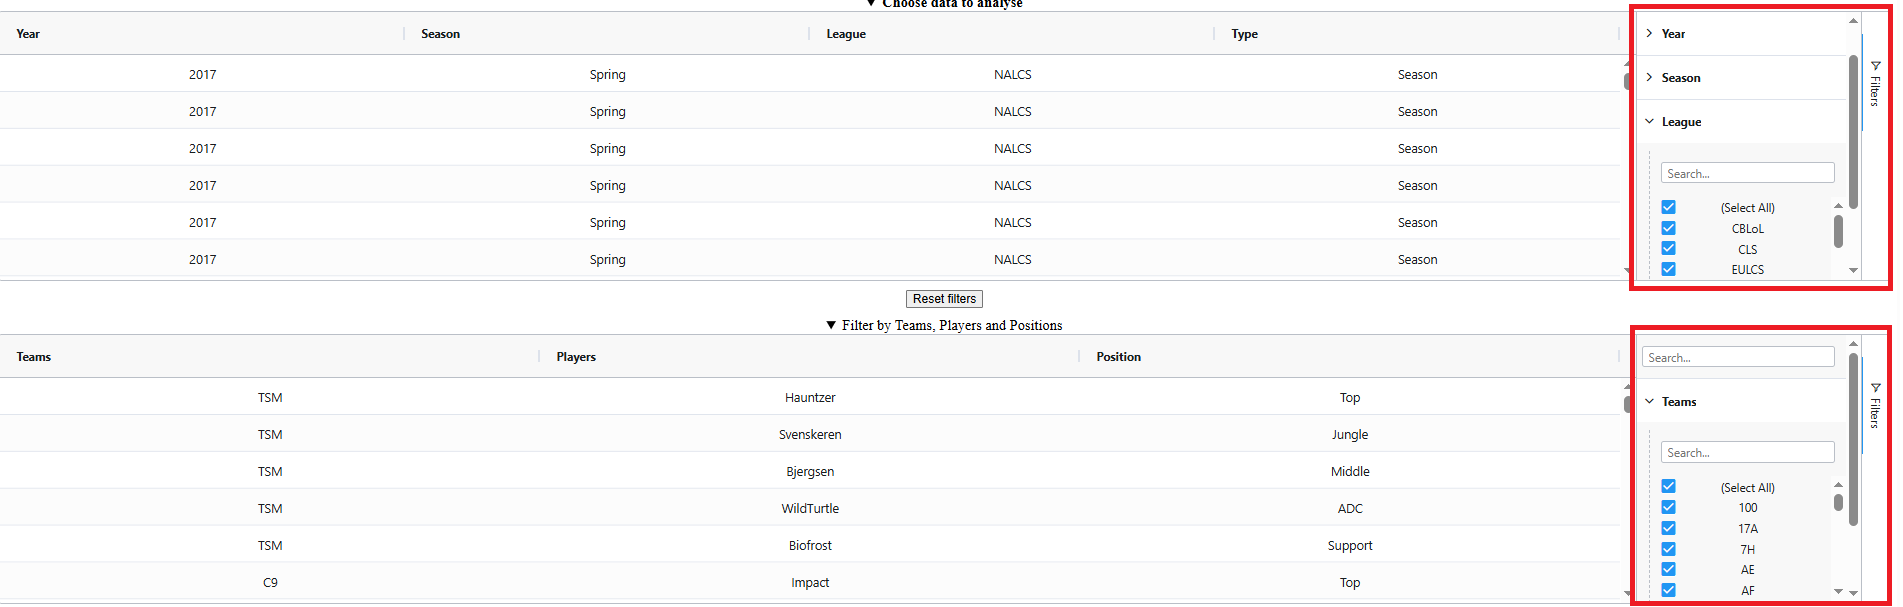 ▼ Choose data to analyse
Year Season League Type
2017 Spring NALCS Season
2017 Spring NALCS Season
2017 Spring NALCS Season
2017 Spring NALCS Season
2017 Spring NALCS Season
2017 Spring NALCS Season
Year
Season
League
Search...
(Select All)
CBLoL
CLS
EULCS
Filters
Reset filters
▼ Filter by Teams, Players and Positions
Teams Players Position
TSM Hauntzer Top
TSM Svenskeren Jungle
TSM Bjergsen Middle
TSM WildTurtle ADC
TSM Biofrost Support
C9 Impact Top
Search...
Teams
Search...
(Select All)
100
17A
7H
AE
AF
Filters